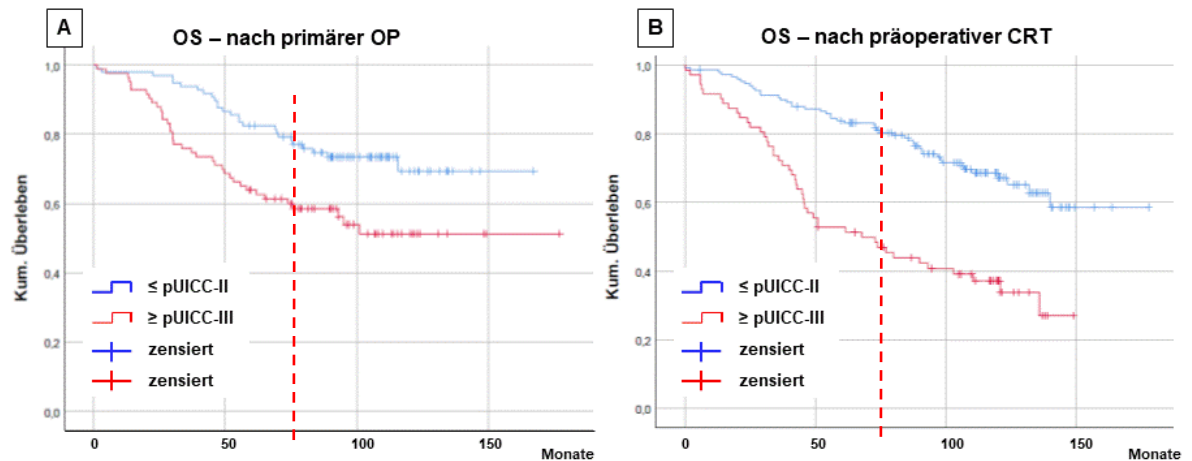 A
OS – nach primärer OP
1,0
0,8
0,6
0,4
0,2
0,0
Kum. Überleben
≤ pUICC-II
≥ pUICC-III
zensiert
zensiert
0
50
100
150
Monate
B
OS – nach präoperativer CRT
1,0
0,8
0,6
0,4
0,2
0,0
Kum. Überleben
≤ pUICC-II
≥ pUICC-III
zensiert
zensiert
0
50
100
150
Monate